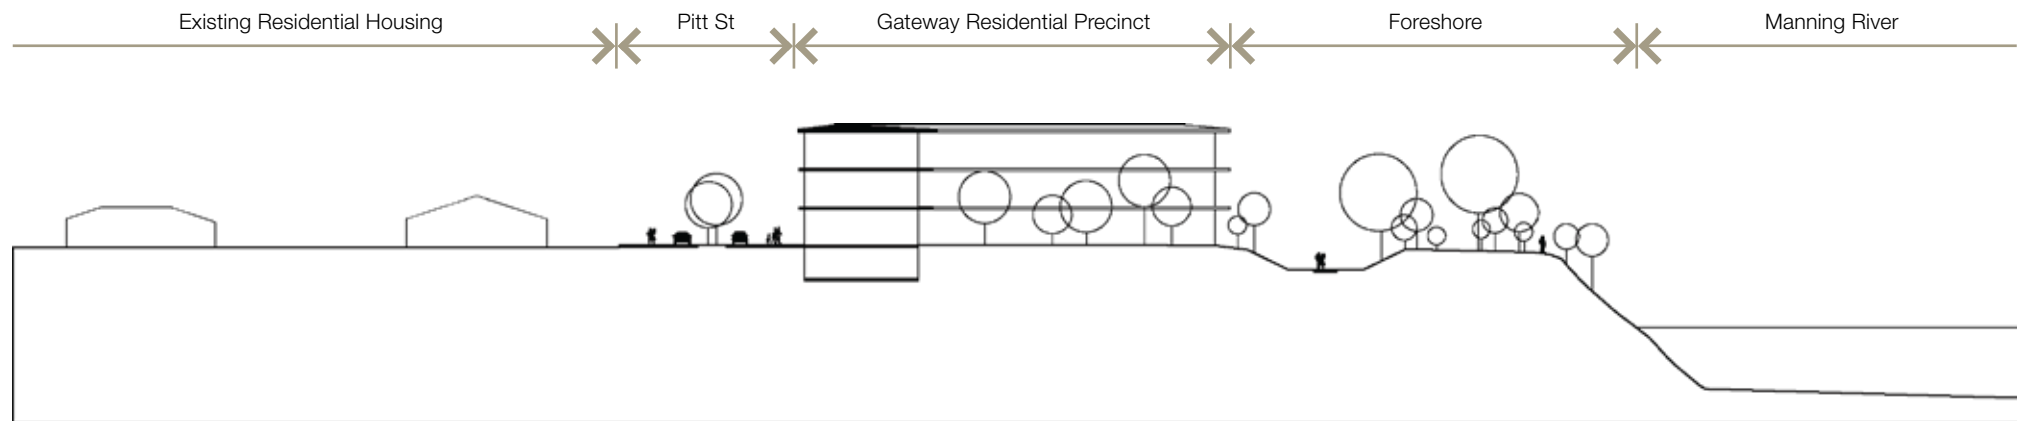 Existing Residential Housing
Pitt St
Gateway Residential Precinct
Foreshore
Manning River